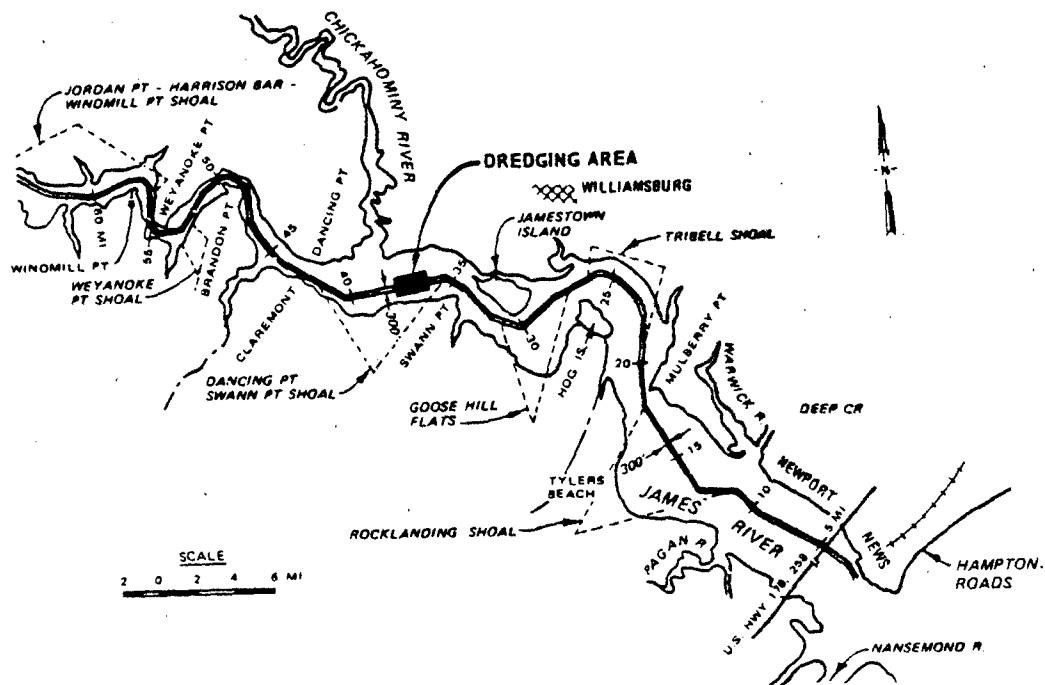 CHICKAHOMINY RIVER
JORDAN PT - HARRISON BAR -
WINDMILL PT SHOAL
WEYANOKE PT
50
DANCING PT
DREDGING AREA
N
WILLIAMSBURG
JAMESTOWN
ISLAND
TRIBELL SHOAL
60 MI
55
BRANDON PT
45
40
35
WINDMILL PT
WEYANOKE
PT SHOAL
CLAREMONT
300'
SWANN PT
30
25
HOG IS.
20
MULBERRY PT
WARWICK R.
DANCING PT
SWANN PT SHOAL
GOOSE HILL
FLATS
DEEP CR
300'
15
TYLERS
BEACH
JAMES
RIVER
10
NEWPORT
NEWS
5 MI
ROCKLANDING SHOAL
PAGAN R.
U.S. HWY 17B, 258
HAMPTON
ROADS
SCALE
2 0 2 4 6 MI
NANSEMOND R.